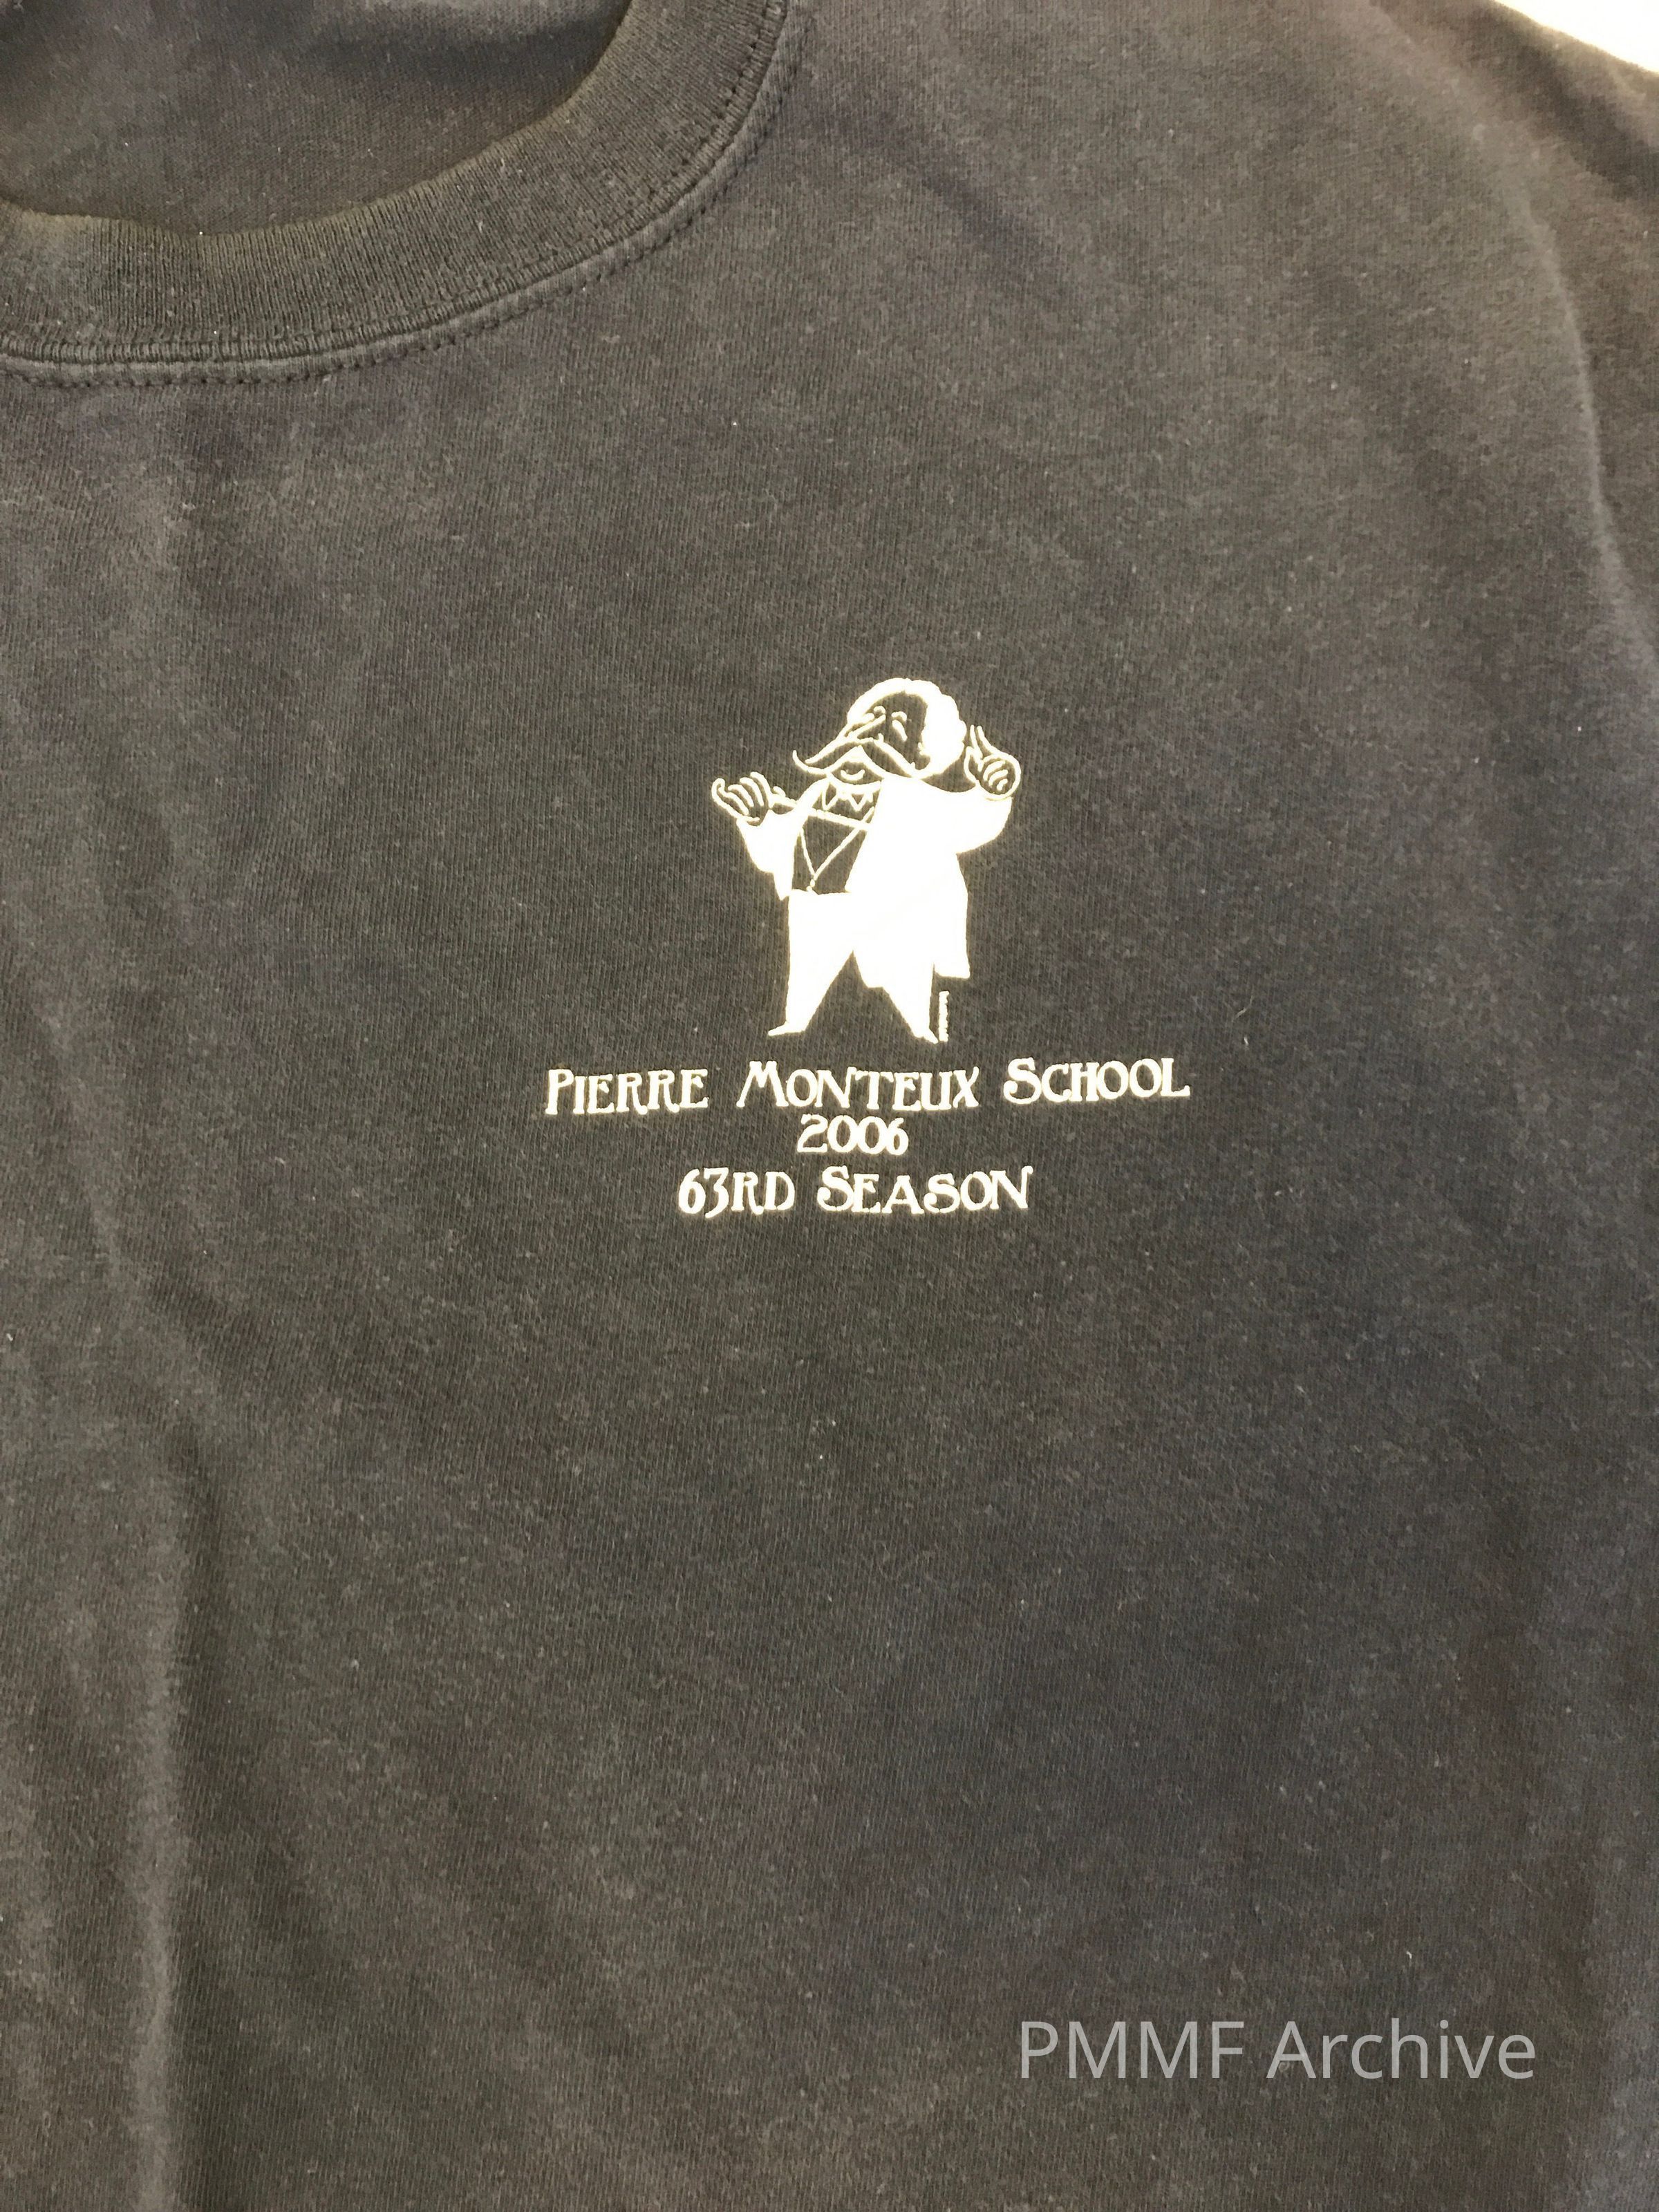 Pierre Monteux School
2006
63rd Season
PMMF Archive